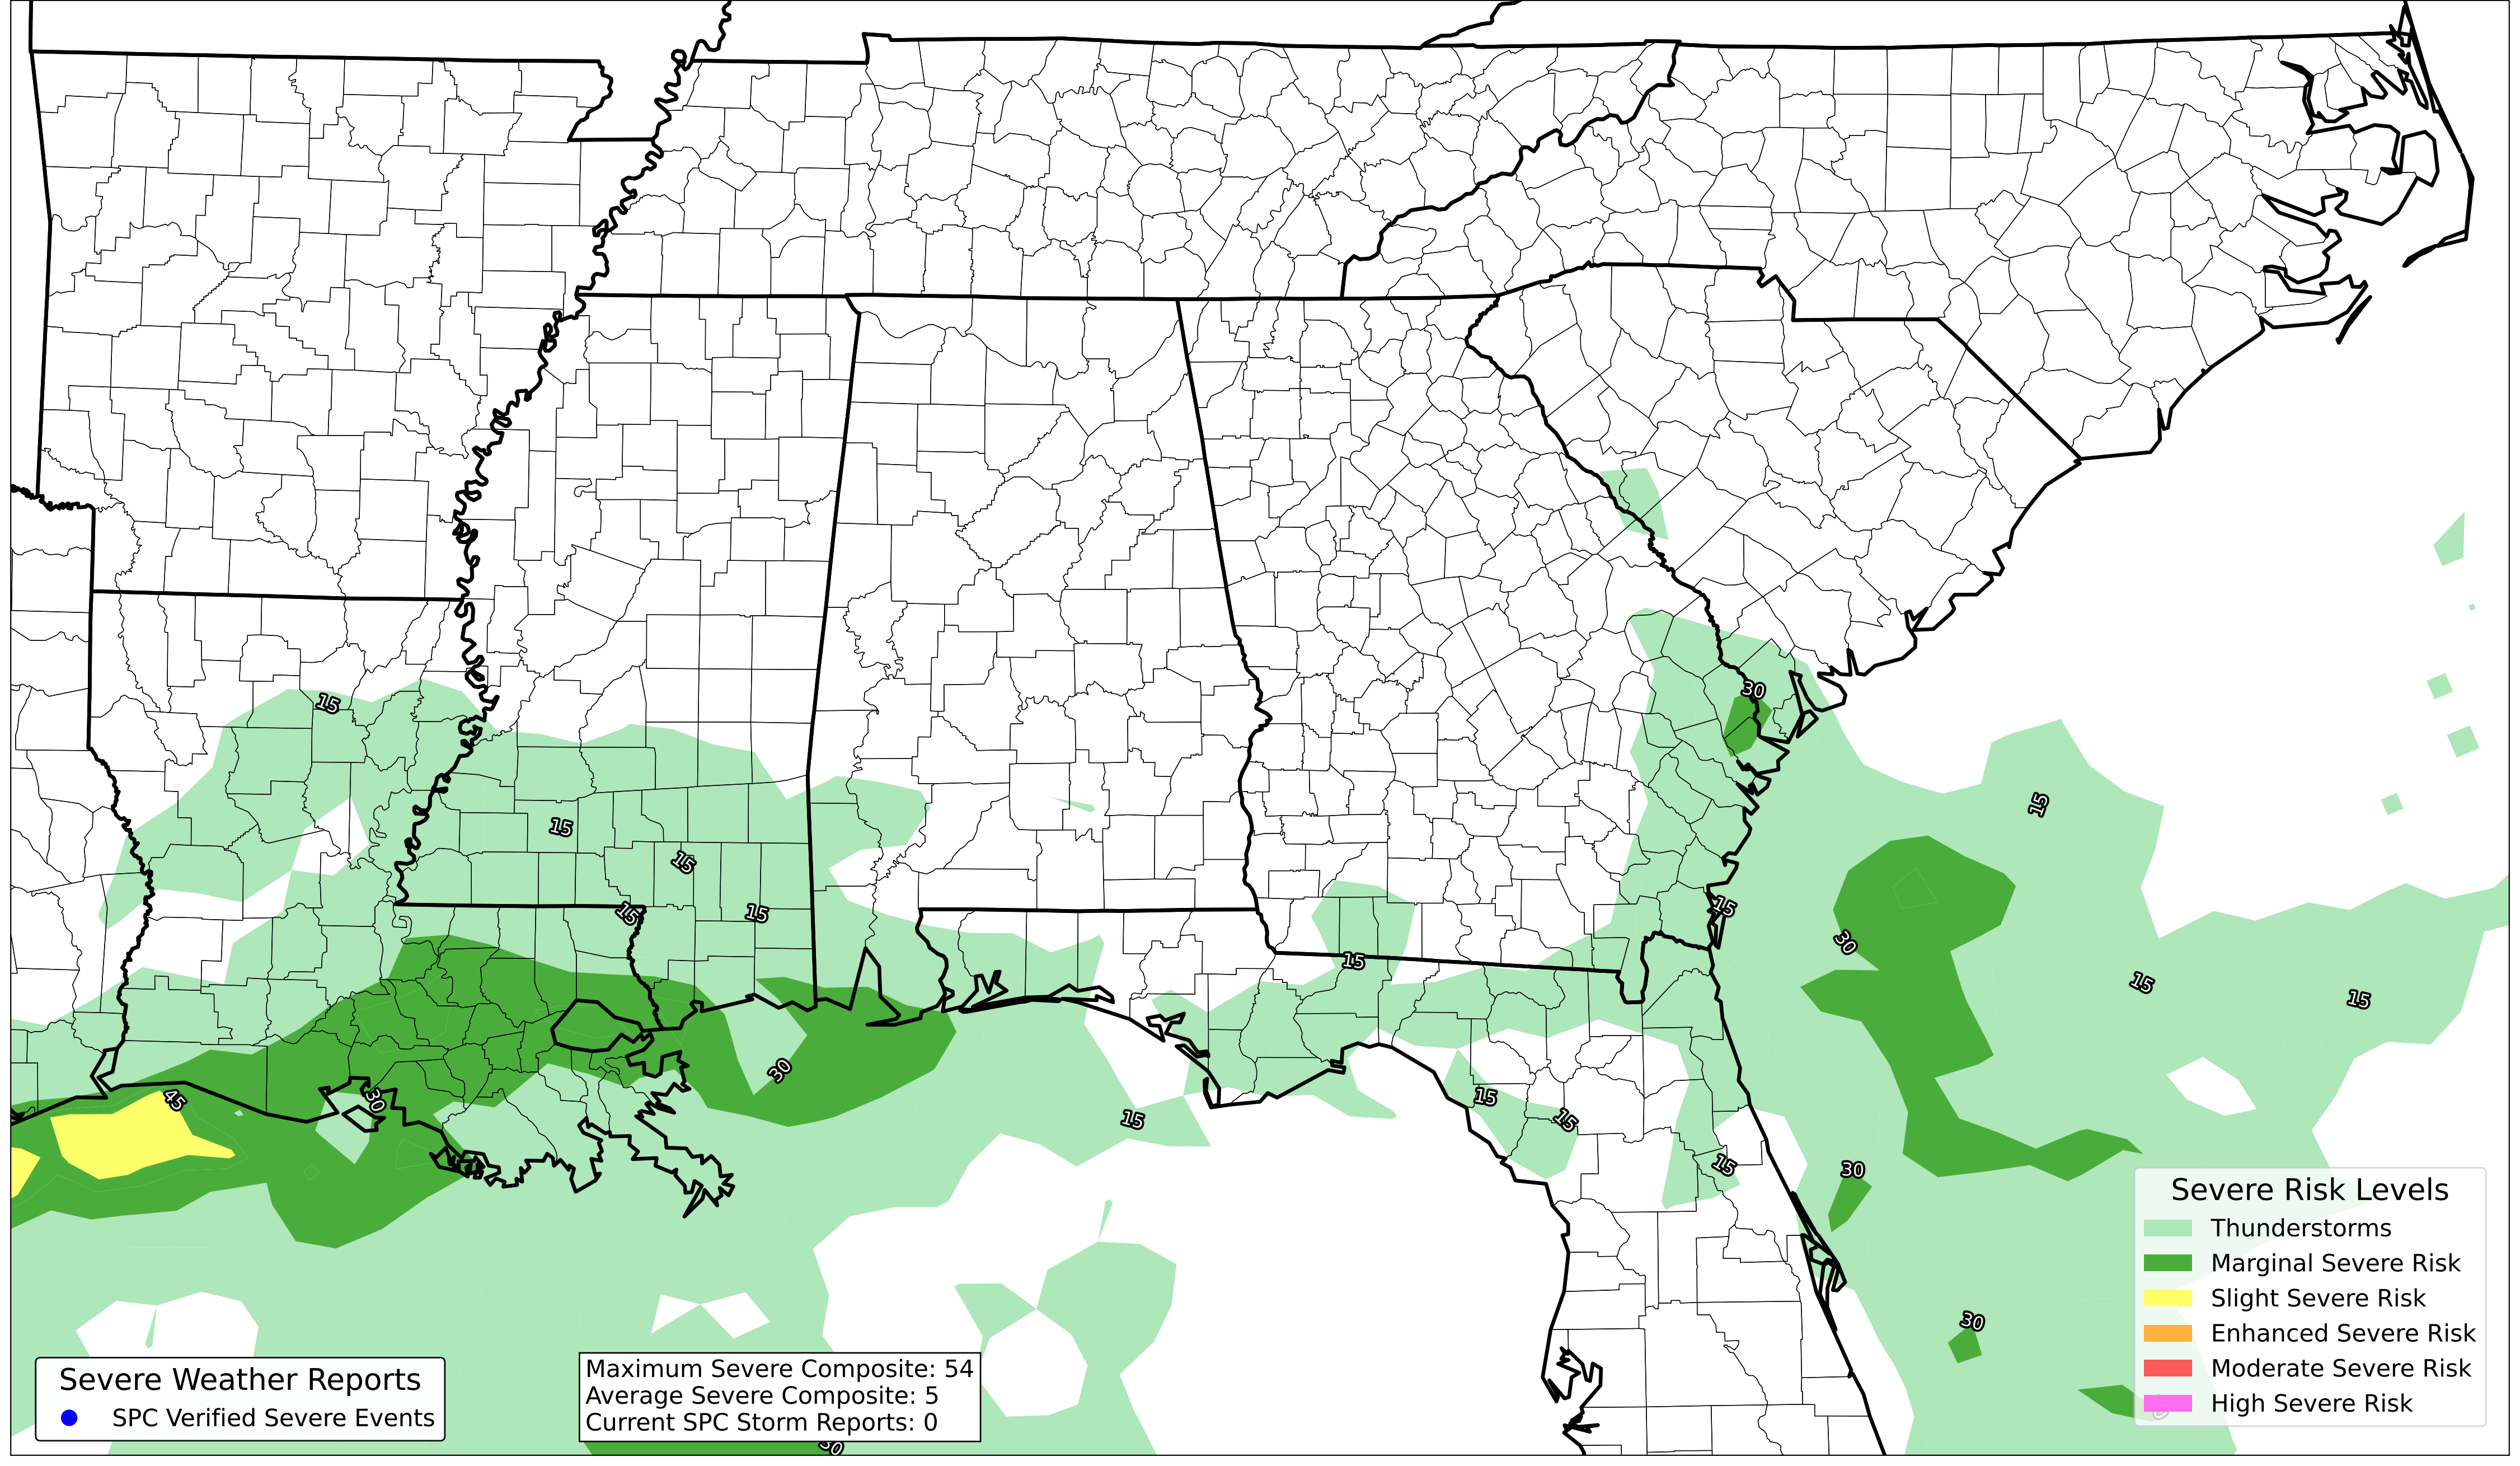 15
30
15
15
15
15
15
15
30
15
15
15
30
45
30
15
15
15
15
30
30
30
Severe Weather Reports
SPC Verified Severe Events
Maximum Severe Composite: 54
Average Severe Composite: 5
Current SPC Storm Reports: 0
Severe Risk Levels
Thunderstorms
Marginal Severe Risk
Slight Severe Risk
Enhanced Severe Risk
Moderate Severe Risk
High Severe Risk